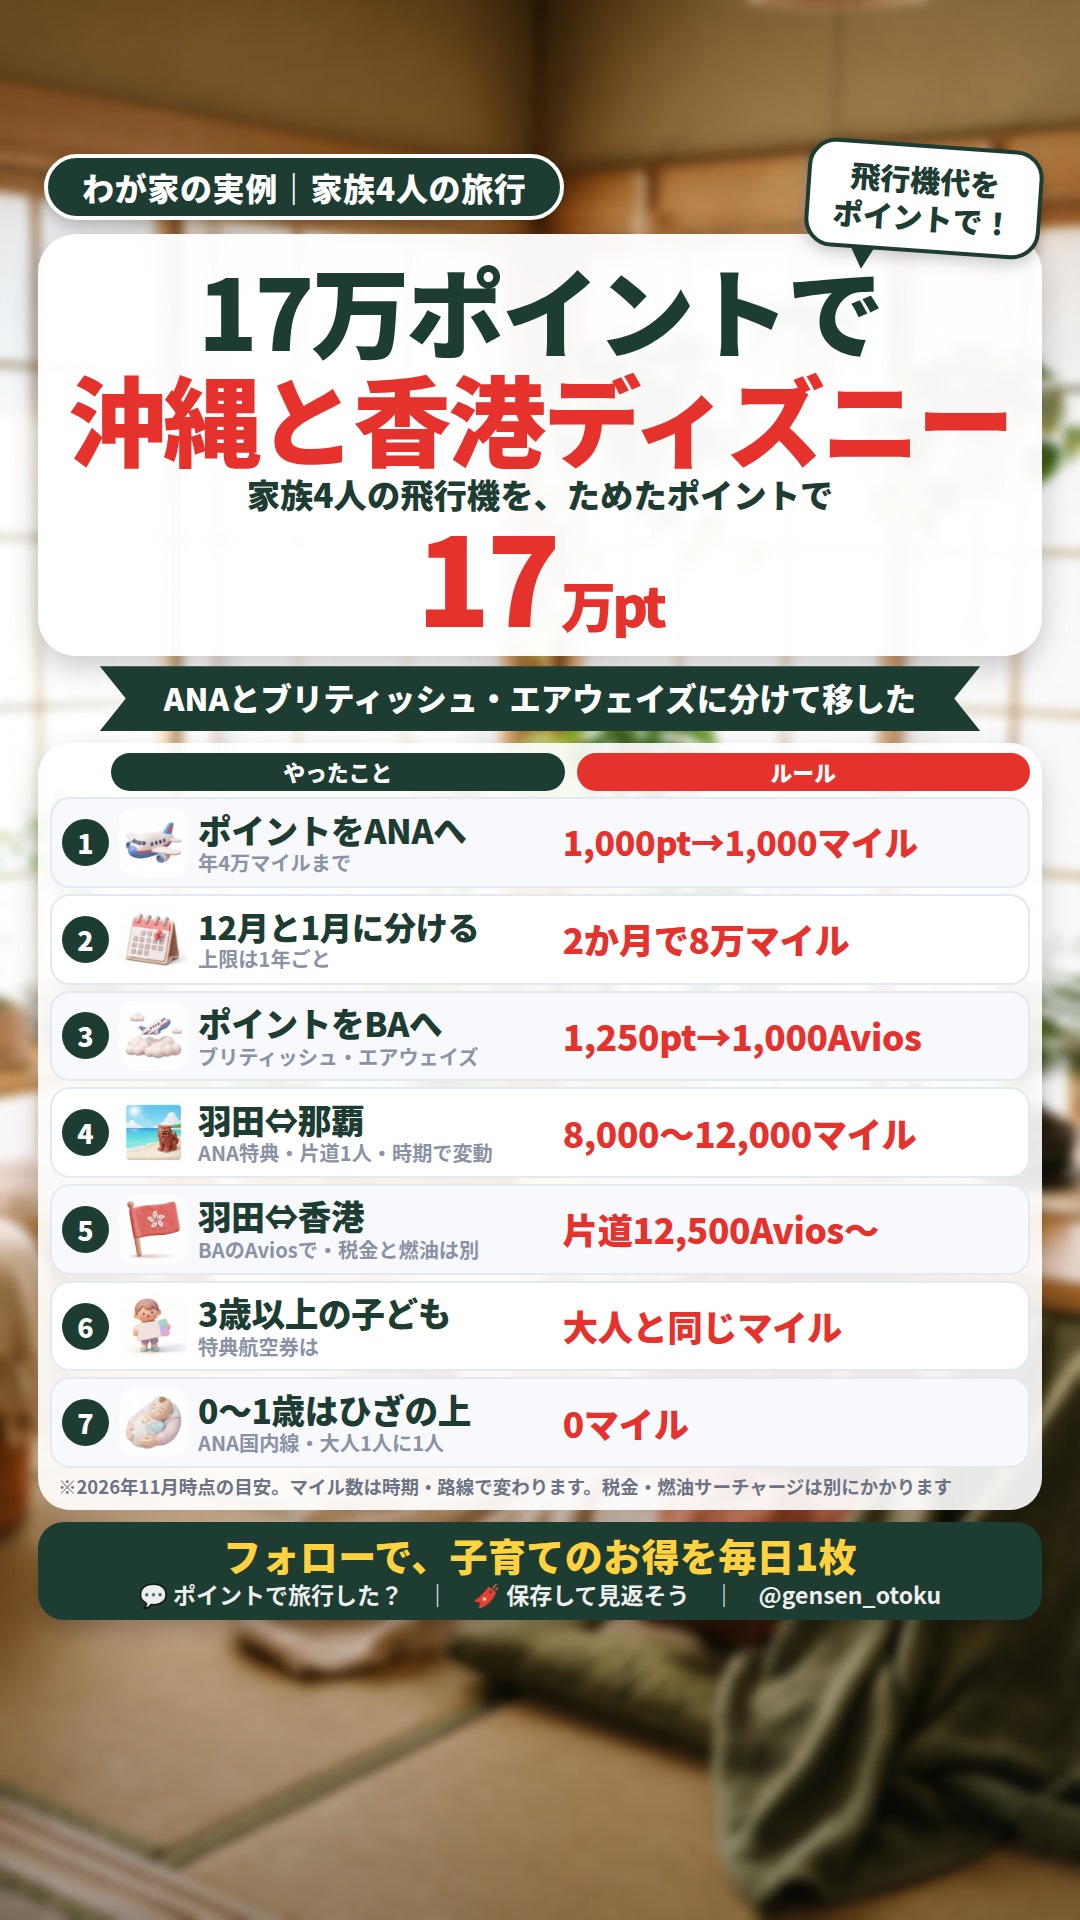 わが家の実例｜家族4人の旅行
飛行機代を
ポイントで！
17万ポイントで
沖縄と香港ディズニー
家族4人の飛行機を、ためたポイントで
17万pt
ANAとブリティッシュ・エアウェイズに分けて移した
やったこと
ルール
1
ポイントをANAへ
年4万マイルまで
1,000pt→1,000マイル
2
12月と1月に分ける
上限は1年ごと
2か月で8万マイル
3
ポイントをBAへ
ブリティッシュ・エアウェイズ
1,250pt→1,000Avios
4
羽田⇔那覇
ANA特典・片道1人・時期で変動
8,000〜12,000マイル
5
羽田⇔香港
BAのAviosで・税金と燃油は別
片道12,500Avios〜
6
3歳以上の子ども
特典航空券は
大人と同じマイル
7
0〜1歳はひざの上
ANA国内線・大人1人に1人
0マイル
※2026年11月時点の目安。マイル数は時期・路線で変わります。税金・燃油サーチャージは別にかかります
フォローで、子育てのお得を毎日1枚
💬 ポイントで旅行した？ ｜ 🧨 保存して見返そう ｜ @gensen_otoku